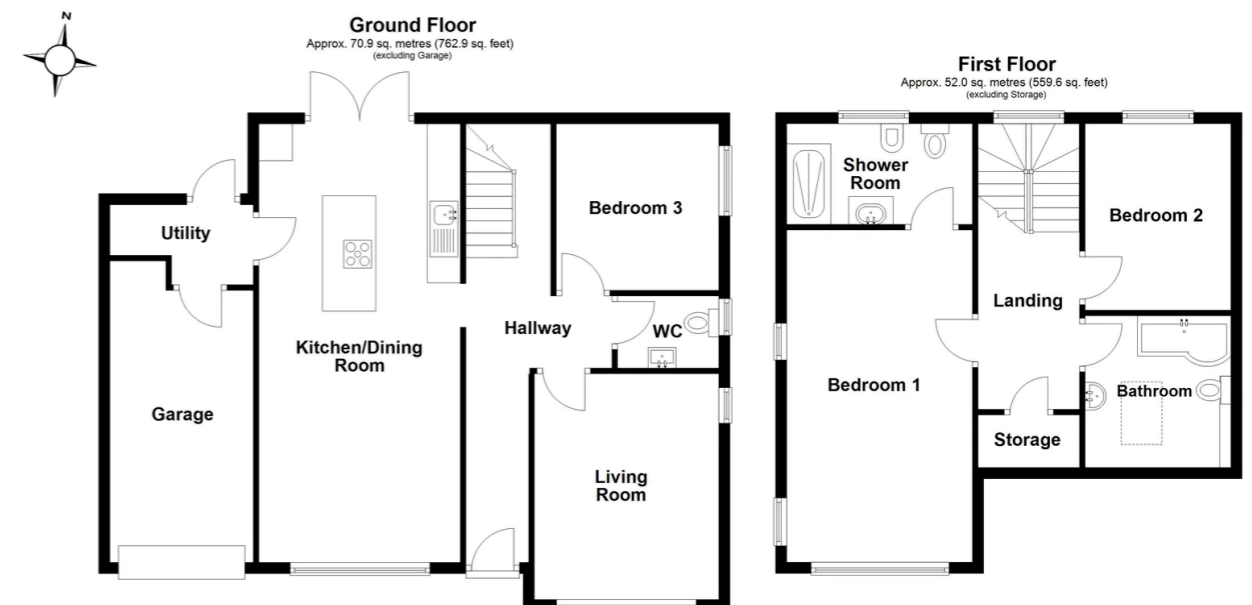 N
Ground Floor
Approx. 70.9 sq. metres (762.9 sq. feet)
(excluding Garage)
Utility
Kitchen/Dining
Room
Garage
Bedroom 3
Hallway
WC
Living
Room
First Floor
Approx. 52.0 sq. metres (559.6 sq. feet)
(excluding Storage)
Shower
Room
Bedroom 2
Landing
Bedroom 1
Bathroom
Storage